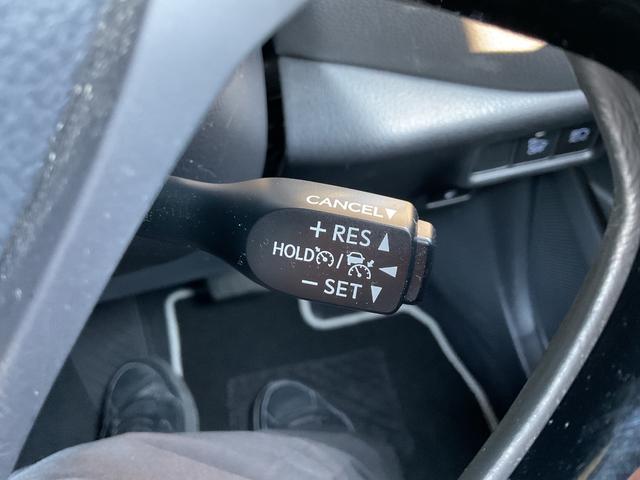 CANCEL▼
+ RES ▲
HOLD / ◀
− SET ▼